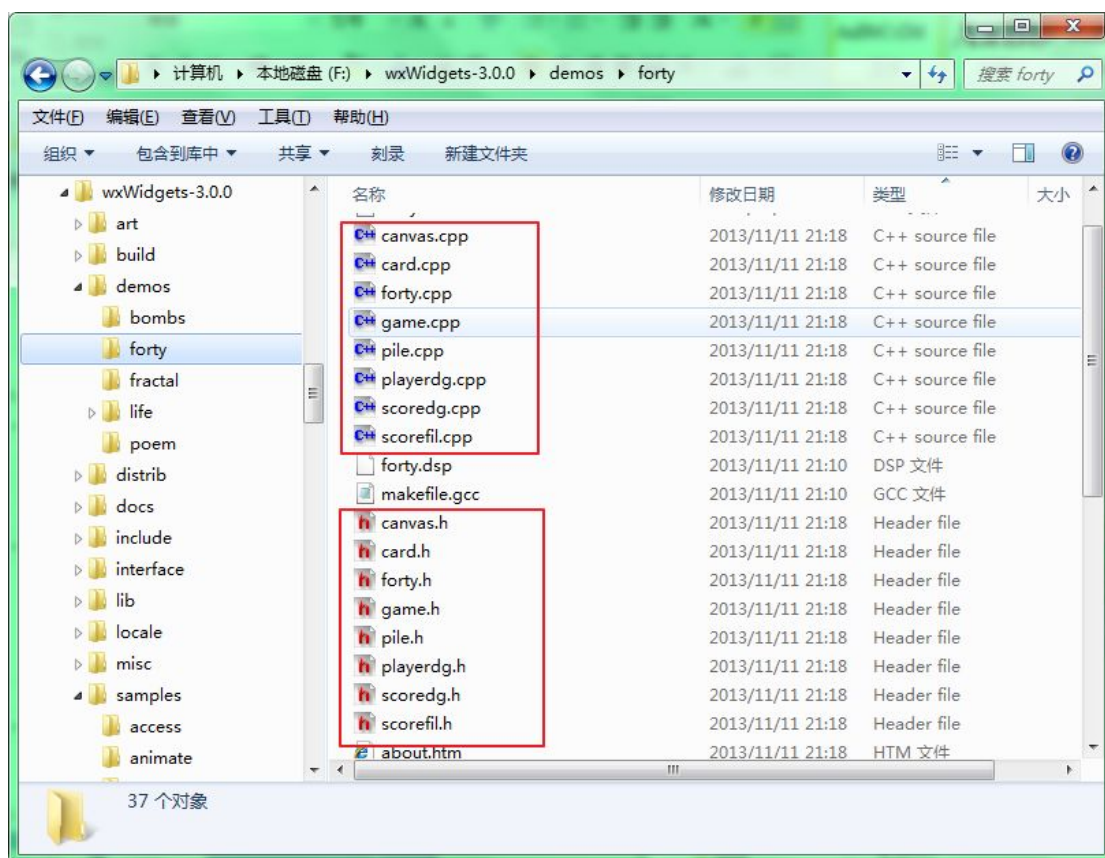 计算机 本地磁盘 (F:) wxWidgets-3.0.0 demos forty 搜索 forty
文件(F) 编辑(E) 查看(V) 工具(T) 帮助(H)
组织 包含到库中 共享 刻录 新建文件夹
wxWidgets-3.0.0
art
build
demos
bombs
forty
fractal
life
poem
distrib
docs
include
interface
lib
locale
misc
samples
access
animate
名称 修改日期 类型 大小
canvas.cpp 2013/11/11 21:18 C++ source file
card.cpp 2013/11/11 21:18 C++ source file
forty.cpp 2013/11/11 21:18 C++ source file
game.cpp 2013/11/11 21:18 C++ source file
pile.cpp 2013/11/11 21:18 C++ source file
playerdg.cpp 2013/11/11 21:18 C++ source file
scoredg.cpp 2013/11/11 21:18 C++ source file
scorefil.cpp 2013/11/11 21:18 C++ source file
forty.dsp 2013/11/11 21:10 DSP 文件
makefile.gcc 2013/11/11 21:10 GCC 文件
canvas.h 2013/11/11 21:18 Header file
card.h 2013/11/11 21:18 Header file
forty.h 2013/11/11 21:18 Header file
game.h 2013/11/11 21:18 Header file
pile.h 2013/11/11 21:18 Header file
playerdg.h 2013/11/11 21:18 Header file
scoredg.h 2013/11/11 21:18 Header file
scorefil.h 2013/11/11 21:18 Header file
about.htm 2013/11/11 21:18 HTM 文件
37 个对象